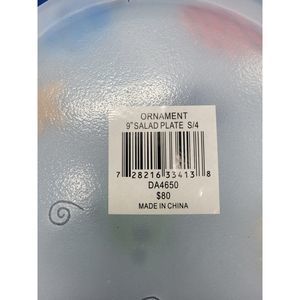 ORNAMENT
9" SALAD PLATE S/4
7 28216 33413 8
DA4650
$80
MADE IN CHINA